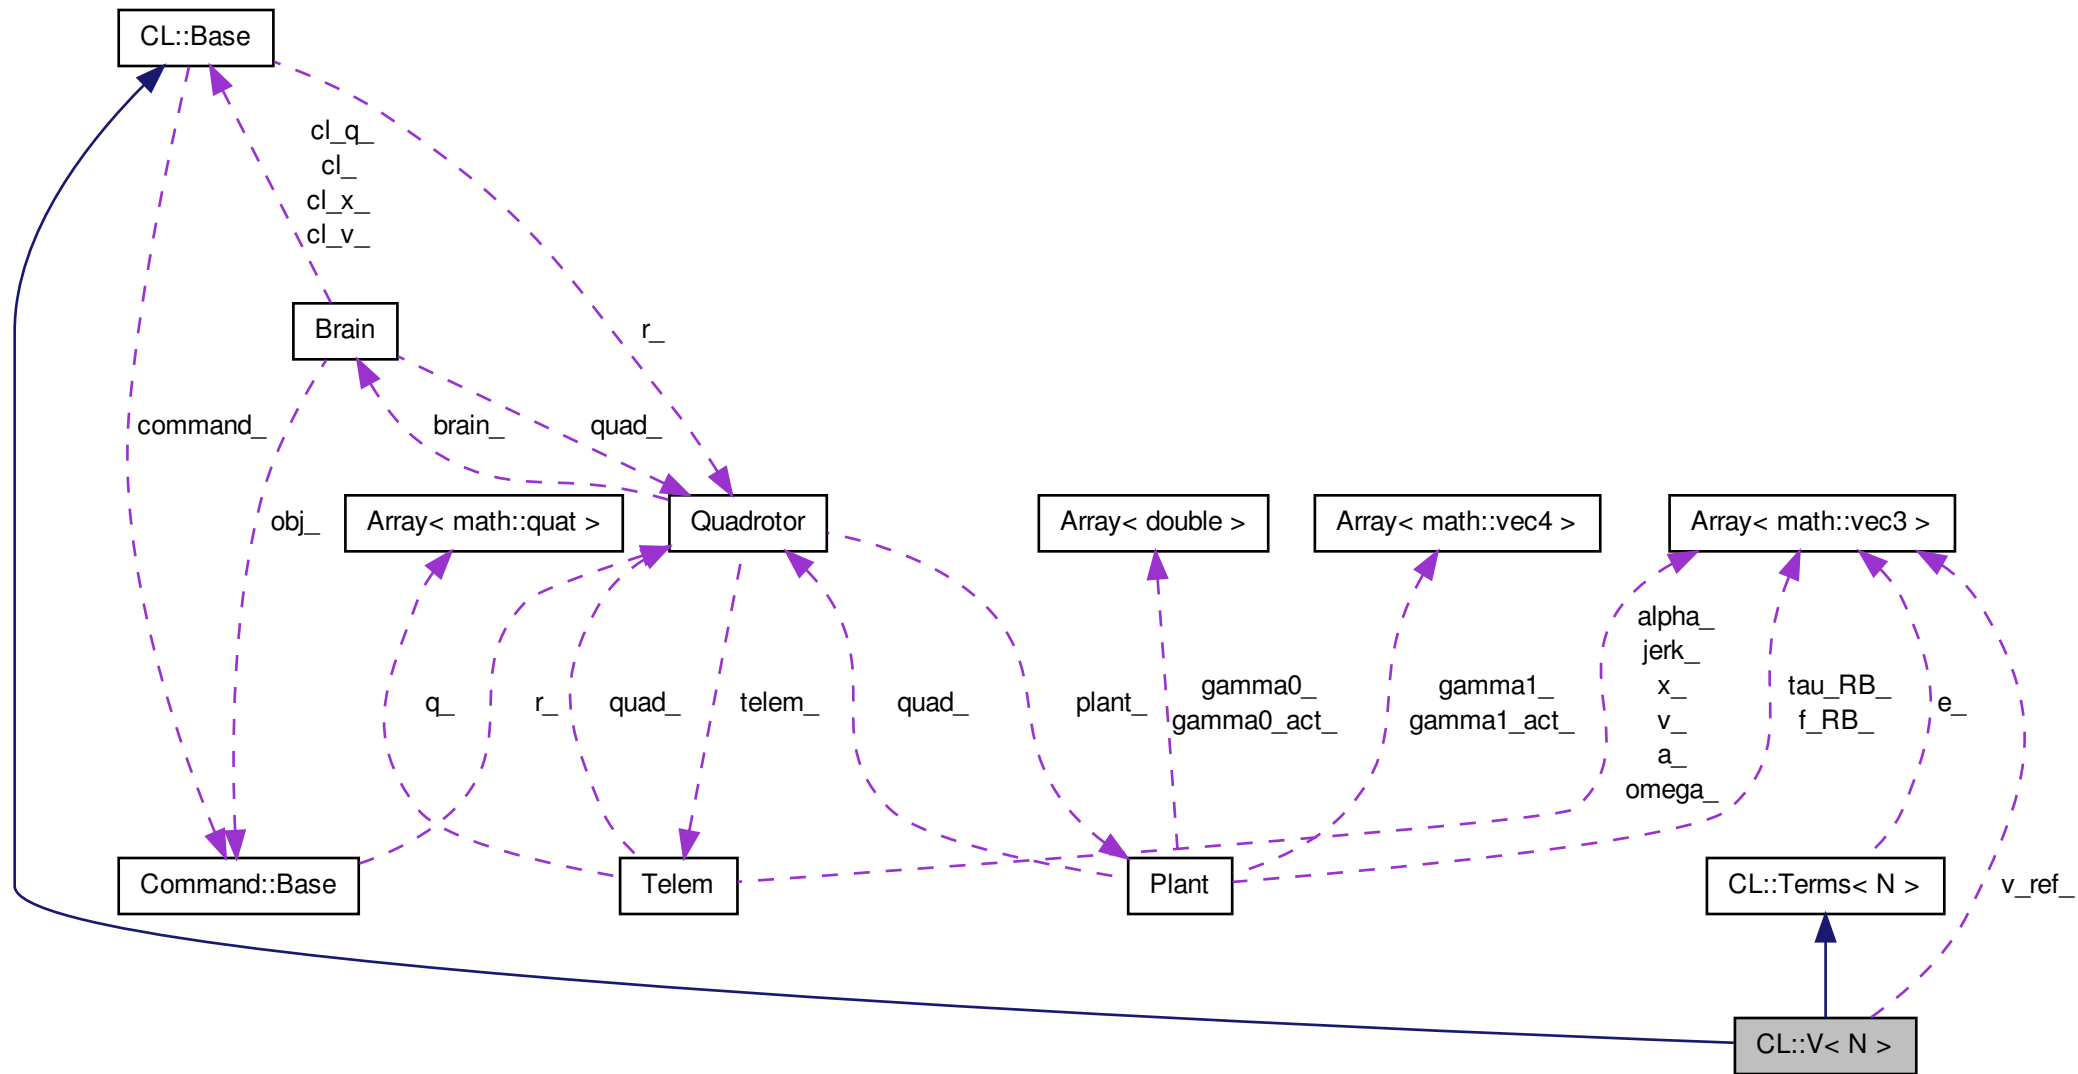 CL::Base
cl_q_
cl_
cl_x_
cl_v_
Brain
r_
command_
brain_
quad_
obj_
Array< math::quat >
Quadrotor
Array< double >
Array< math::vec4 >
Array< math::vec3 >
q_
r_
quad_
telem_
quad_
plant_
gamma0_
gamma0_act_
gamma1_
gamma1_act_
alpha_
jerk_
x_
v_
a_
omega_
tau_RB_
f_RB_
e_
Command::Base
Telem
Plant
CL::Terms< N >
v_ref_
CL::V< N >